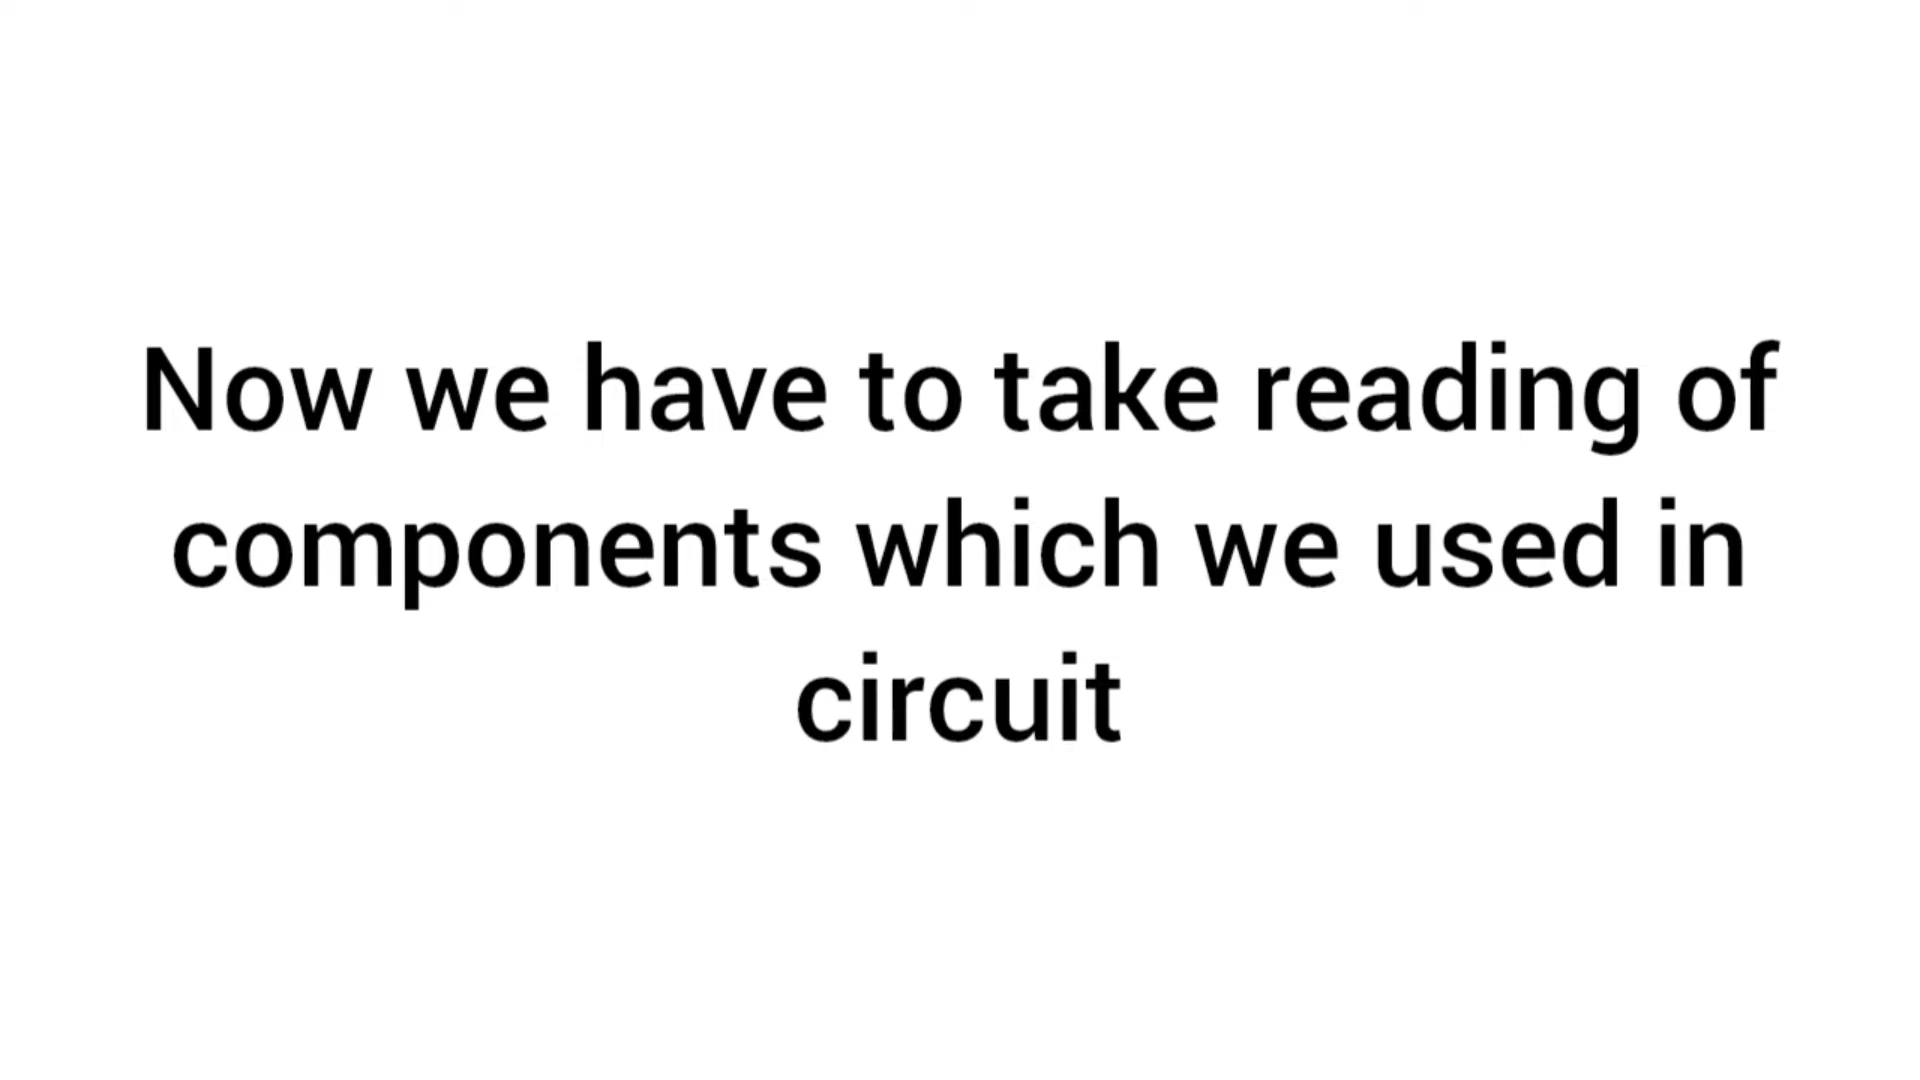 Now we have to take reading of
components which we used in
circuit